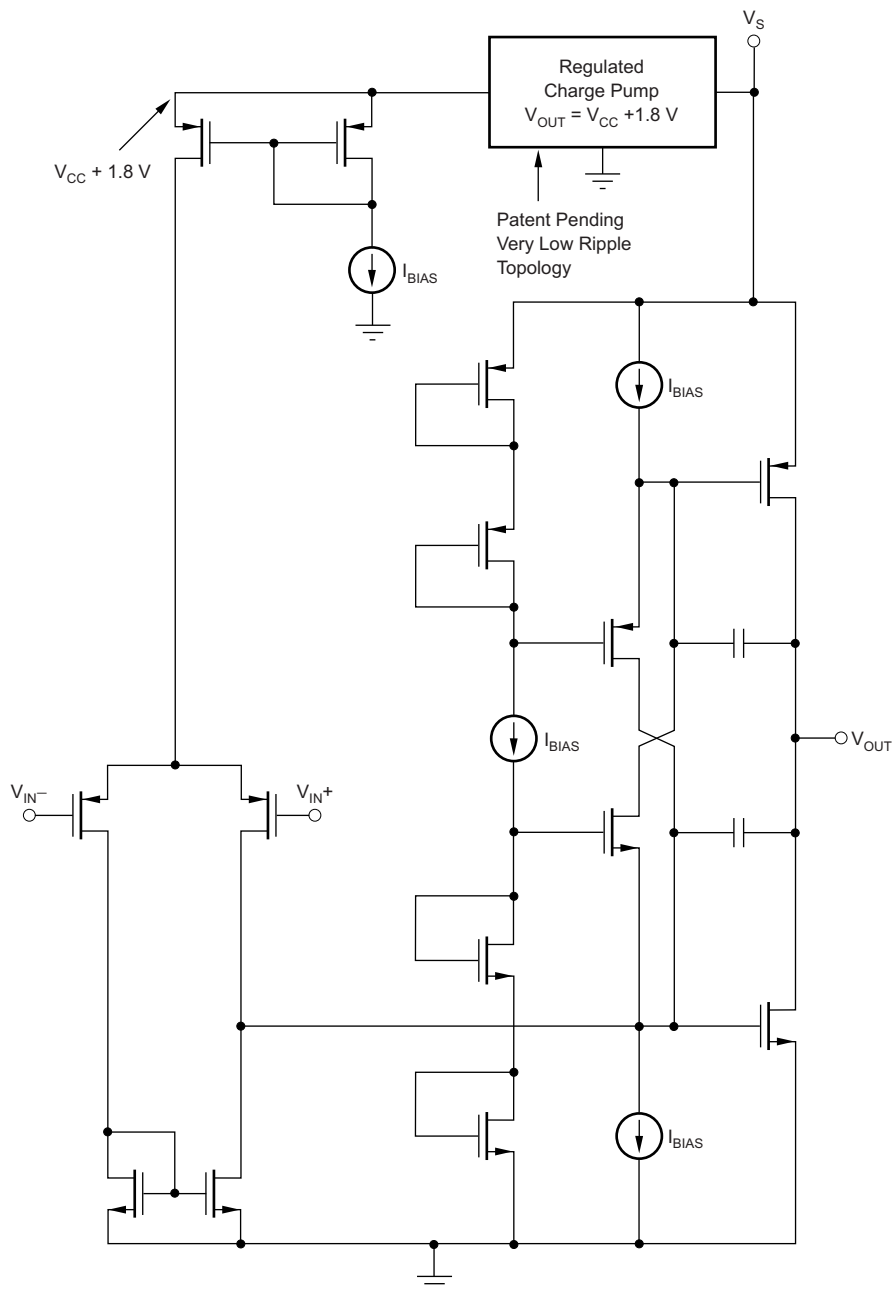 V_S
Regulated
Charge Pump
V_OUT = V_CC +1.8 V
V_CC + 1.8 V
Patent Pending
Very Low Ripple
Topology
I_BIAS
I_BIAS
I_BIAS
V_OUT
V_IN−
V_IN+
I_BIAS